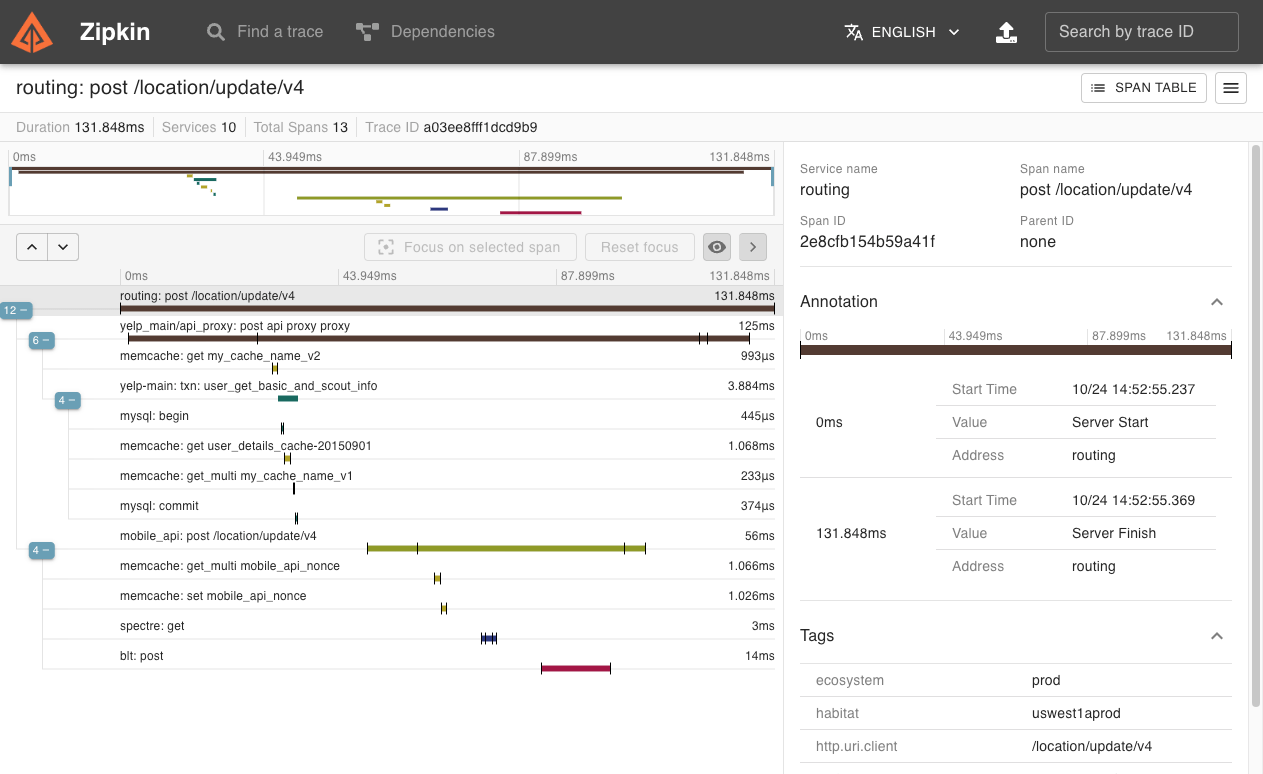 Zipkin
Find a trace
Dependencies
ENGLISH
Search by trace ID
routing: post /location/update/v4
SPAN TABLE
Duration 131.848ms Services 10 Total Spans 13 Trace ID a03ee8fff1dcd9b9
0ms 43.949ms 87.899ms 131.848ms
Focus on selected span
Reset focus
0ms 43.949ms 87.899ms 131.848ms
routing: post /location/update/v4 131.848ms
12 −
yelp_main/api_proxy: post api proxy proxy 125ms
6 −
memcache: get my_cache_name_v2 993µs
yelp-main: txn: user_get_basic_and_scout_info 3.884ms
4 −
mysql: begin 445µs
memcache: get user_details_cache-20150901 1.068ms
memcache: get_multi my_cache_name_v1 233µs
mysql: commit 374µs
mobile_api: post /location/update/v4 56ms
4 −
memcache: get_multi mobile_api_nonce 1.066ms
memcache: set mobile_api_nonce 1.026ms
spectre: get 3ms
blt: post 14ms
Service name Span name
routing post /location/update/v4
Span ID Parent ID
2e8cfb154b59a41f none
Annotation
0ms 43.949ms 87.899ms 131.848ms
Start Time 10/24 14:52:55.237
0ms Value Server Start
Address routing
Start Time 10/24 14:52:55.369
131.848ms Value Server Finish
Address routing
Tags
ecosystem prod
habitat uswest1aprod
http.uri.client /location/update/v4